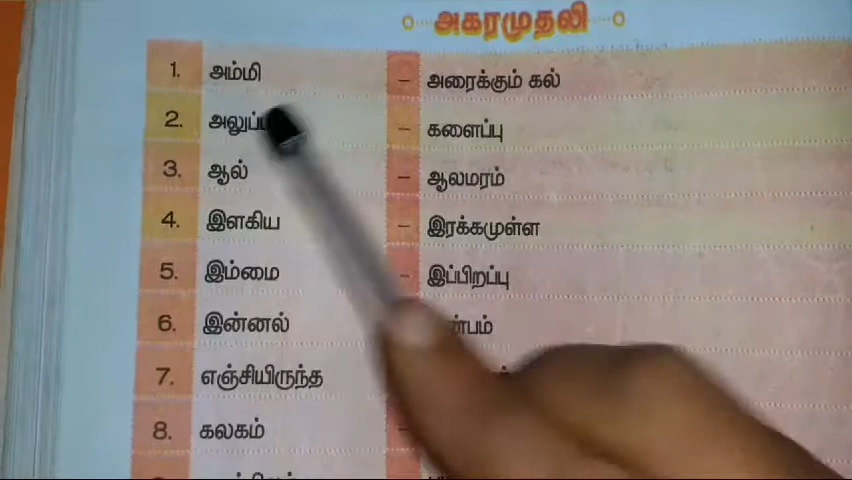 அகரமுதலி
1. அம்மி – அரைக்கும் கல்
2. – களைப்பு
3. ஆல் – ஆலமரம்
4. இளகிய – இரக்கமுள்ள
5. இம்மை – இப்பிறப்பு
6. இன்னல்
7. எஞ்சியிருந்த
8. கலகம் –